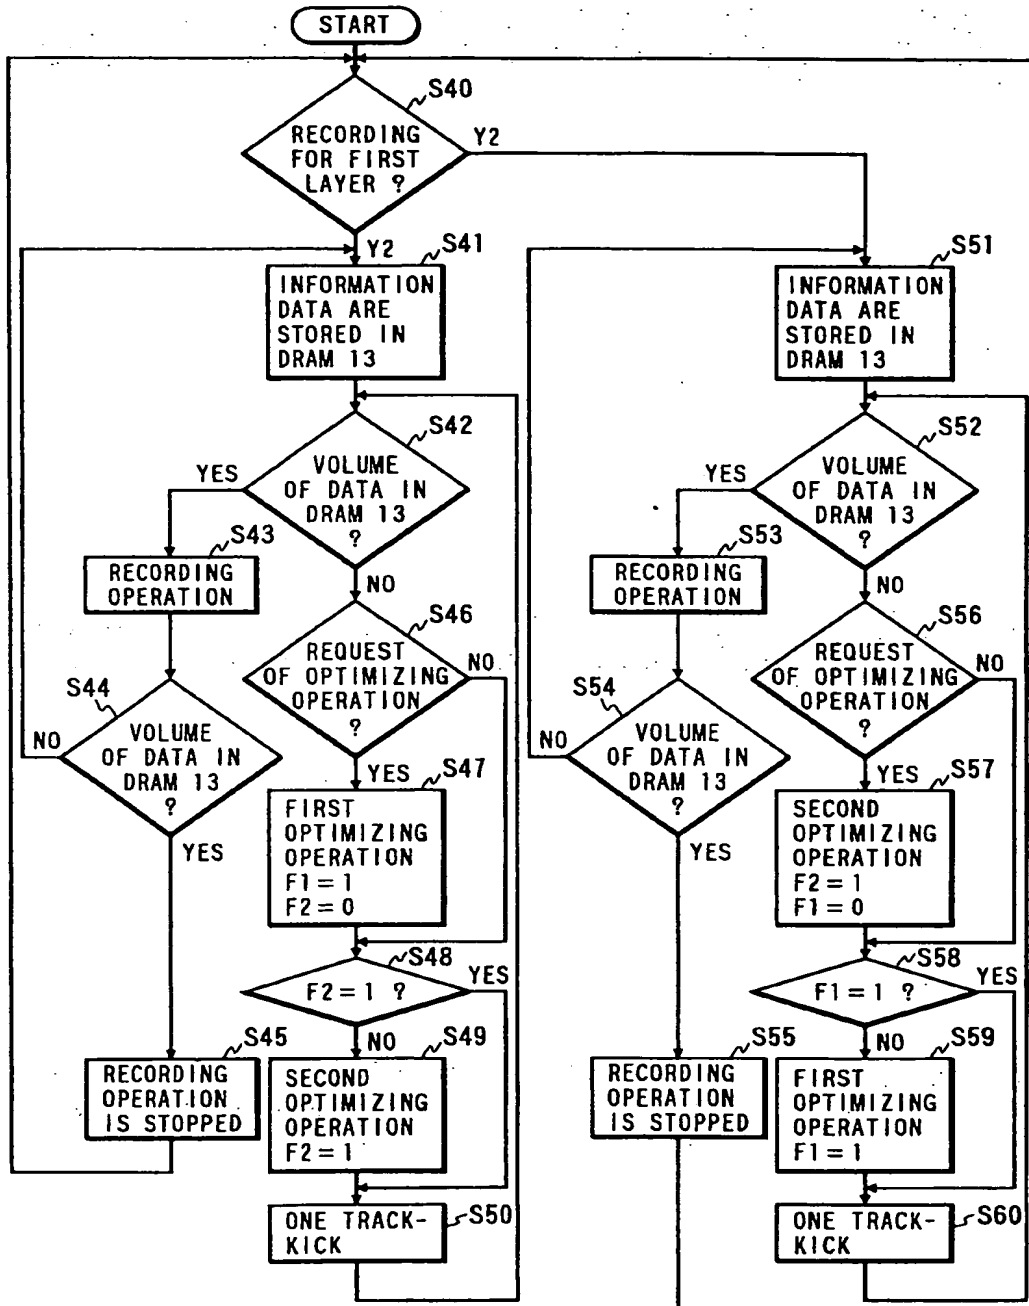 START
S40
RECORDING
FOR FIRST
LAYER ?
Y2
Y2
S41
INFORMATION
DATA ARE
STORED IN
DRAM 13
S42
VOLUME
OF DATA IN
DRAM 13
?
YES
NO
S43
RECORDING
OPERATION
S44
VOLUME
OF DATA IN
DRAM 13
?
NO
YES
S45
RECORDING
OPERATION
IS STOPPED
S46
REQUEST
OF OPTIMIZING
OPERATION
?
NO
YES
S47
FIRST
OPTIMIZING
OPERATION
F1=1
F2=0
S48
F2=1 ?
YES
NO
S49
SECOND
OPTIMIZING
OPERATION
F2=1
S50
ONE TRACK-
KICK
S51
INFORMATION
DATA ARE
STORED IN
DRAM 13
S52
VOLUME
OF DATA IN
DRAM 13
?
YES
NO
S53
RECORDING
OPERATION
S54
VOLUME
OF DATA IN
DRAM 13
?
NO
YES
S55
RECORDING
OPERATION
IS STOPPED
S56
REQUEST
OF OPTIMIZING
OPERATION
?
NO
YES
S57
SECOND
OPTIMIZING
OPERATION
F2=1
F1=0
S58
F1=1 ?
YES
NO
S59
FIRST
OPTIMIZING
OPERATION
F1=1
S60
ONE TRACK-
KICK